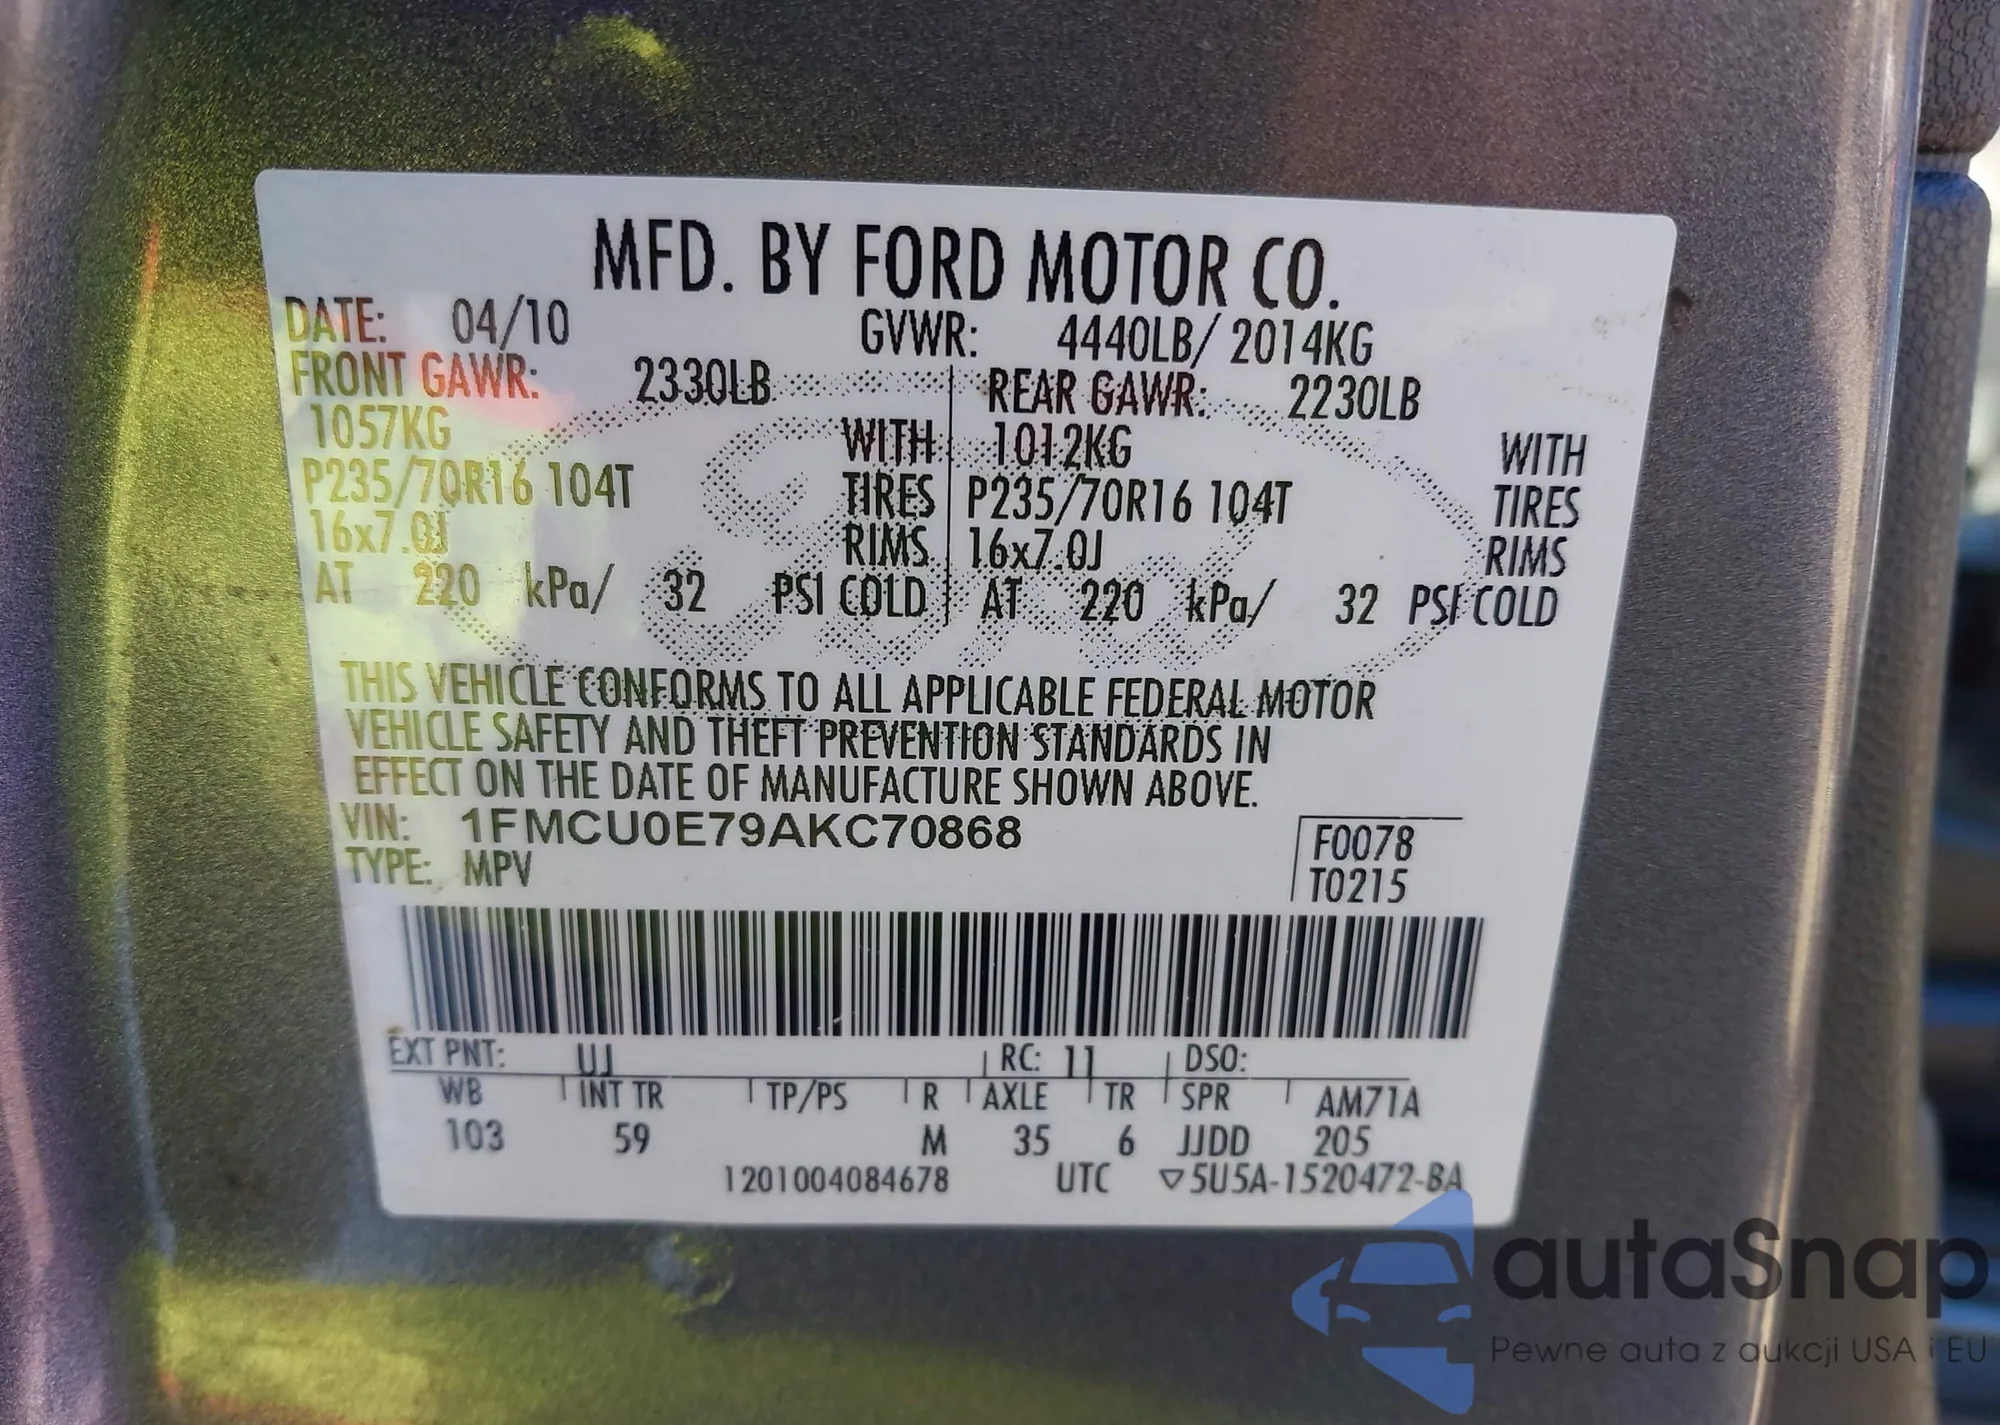 MFD. BY FORD MOTOR CO.
DATE: 04/10 GVWR: 4440LB/ 2014KG
FRONT GAWR: 2330LB REAR GAWR: 2230LB
1057KG WITH 1012KG WITH
P235/70R16 104T TIRES P235/70R16 104T TIRES
16x7.0J RIMS 16x7.0J RIMS
AT 220 kPa/ 32 PSI COLD AT 220 kPa/ 32 PSI COLD
THIS VEHICLE CONFORMS TO ALL APPLICABLE FEDERAL MOTOR
VEHICLE SAFETY AND THEFT PREVENTION STANDARDS IN
EFFECT ON THE DATE OF MANUFACTURE SHOWN ABOVE.
VIN: 1FMCU0E79AKC70868 F0078
TYPE: MPV T0215
EXT PNT: UJ RC: 11 DSO:
WB INT TR TP/PS R AXLE TR SPR AM71A
103 59 M 35 6 JJDD 205
1201004084678 UTC ▽5U5A-1520472-BA
autaSnap
Pewne auta z aukcji USA i EU